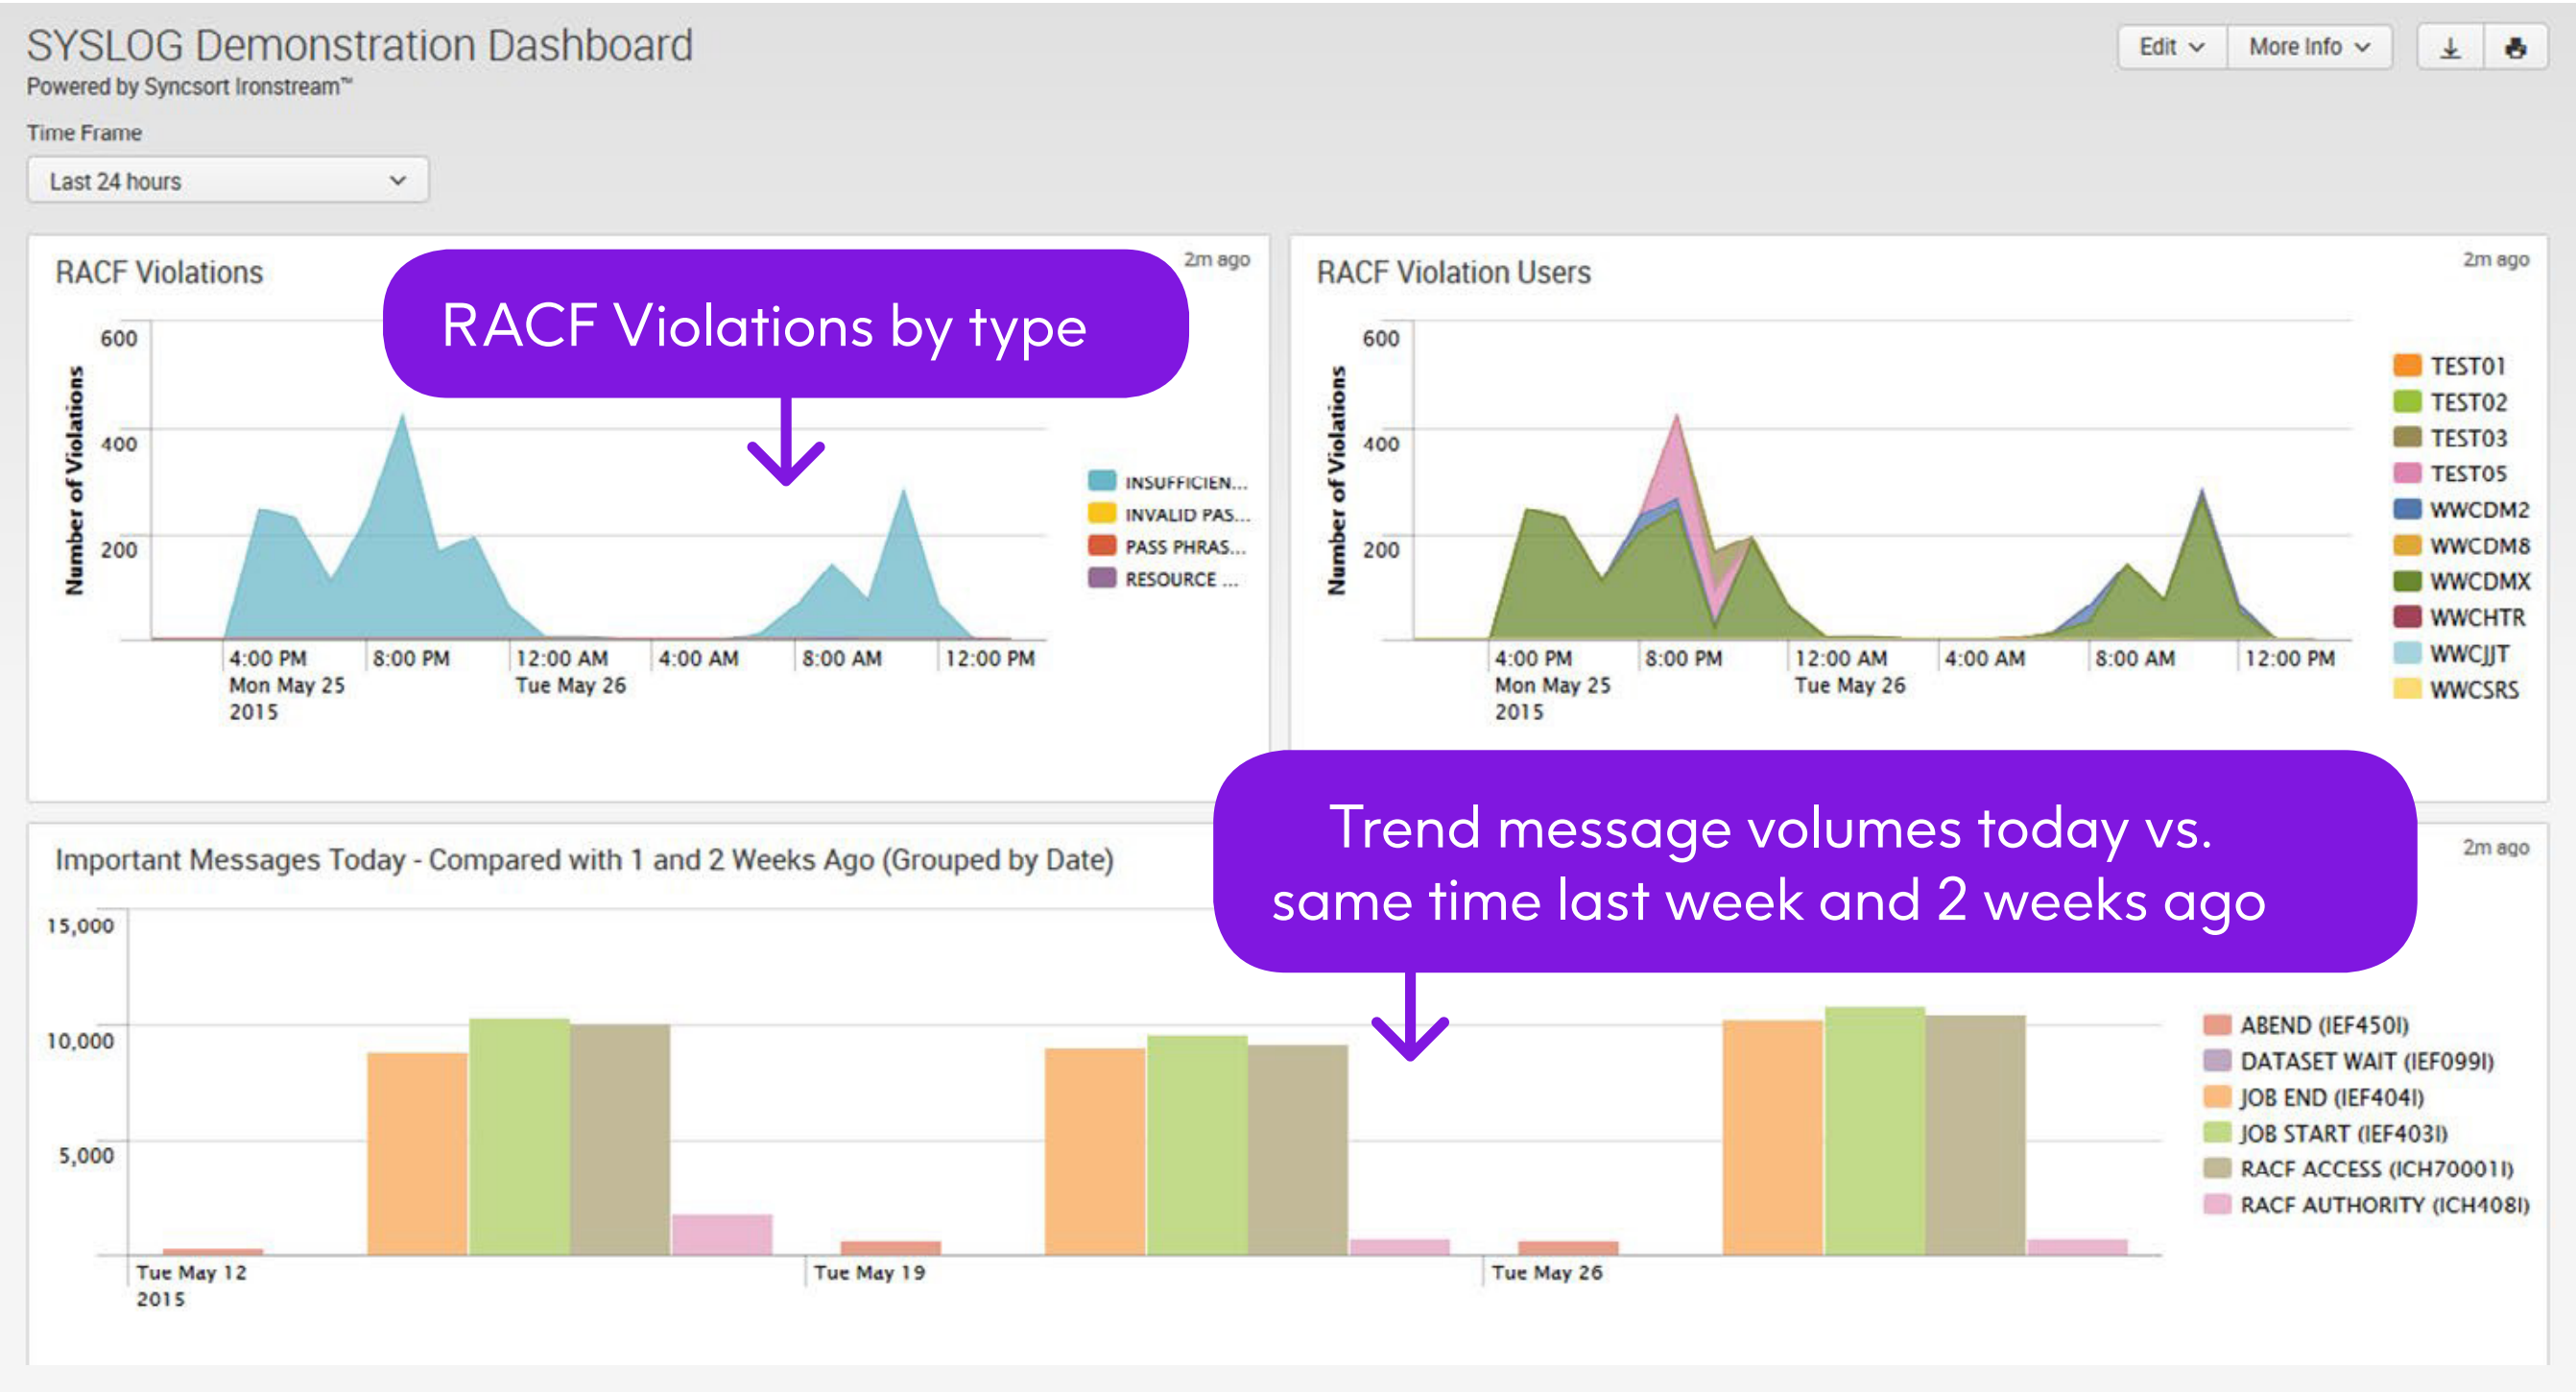 SYSLOG Demonstration Dashboard
Powered by Syncsort Ironstream™
Edit
More Info
Time Frame
Last 24 hours
RACF Violations
2m ago
RACF Violations by type
Number of Violations
600
400
200
4:00 PM
Mon May 25
2015
8:00 PM
12:00 AM
Tue May 26
4:00 AM
8:00 AM
12:00 PM
INSUFFICIEN...
INVALID PAS...
PASS PHRAS...
RESOURCE ...
RACF Violation Users
2m ago
Number of Violations
600
400
200
4:00 PM
Mon May 25
2015
8:00 PM
12:00 AM
Tue May 26
4:00 AM
8:00 AM
12:00 PM
TEST01
TEST02
TEST03
TEST05
WWCDM2
WWCDM8
WWCDMX
WWCHTR
WWCJJT
WWCSRS
Important Messages Today - Compared with 1 and 2 Weeks Ago (Grouped by Date)
2m ago
Trend message volumes today vs.
same time last week and 2 weeks ago
15,000
10,000
5,000
Tue May 12
2015
Tue May 19
Tue May 26
ABEND (IEF450I)
DATASET WAIT (IEF099I)
JOB END (IEF404I)
JOB START (IEF403I)
RACF ACCESS (ICH70001I)
RACF AUTHORITY (ICH408I)